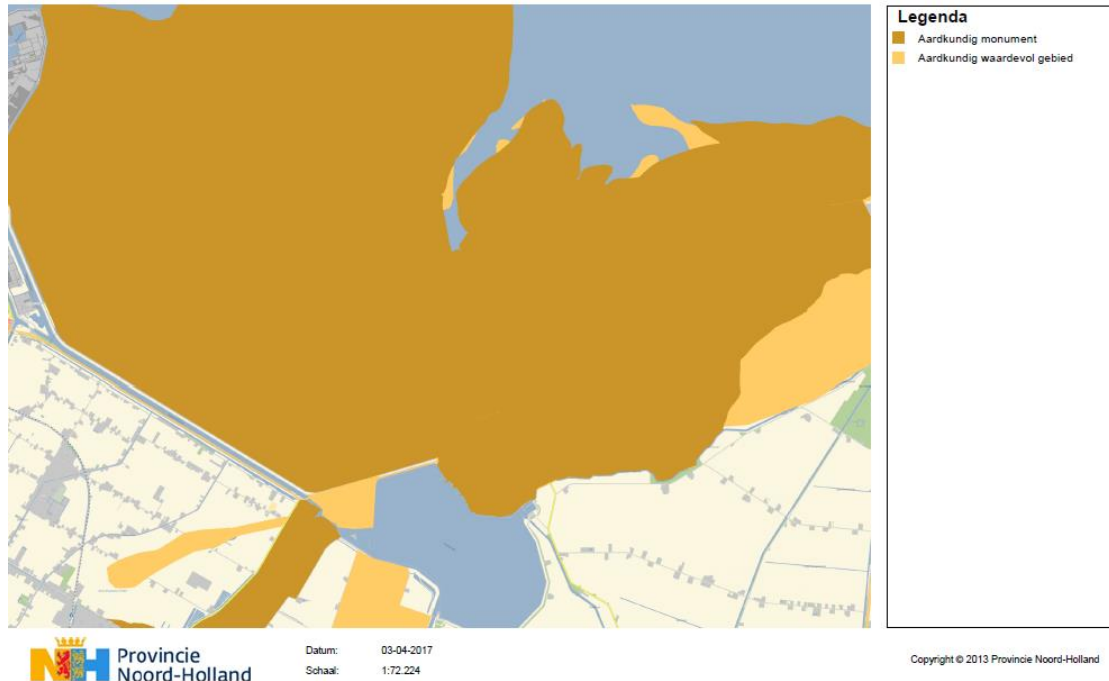 Legenda
Aardkundig monument
Aardkundig waardevol gebied
Provincie
Noord-Holland
Datum: 03-04-2017
Schaal: 1:72.224
Copyright © 2013 Provincie Noord-Holland